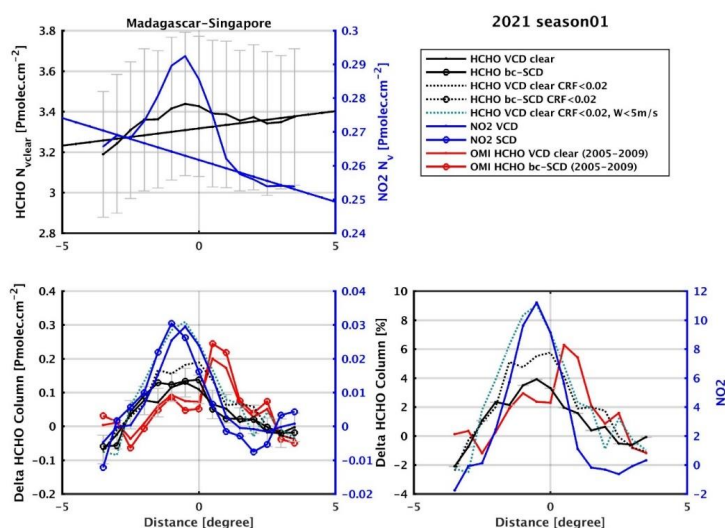 Madagascar-Singapore
2021 season01
3.8
3.6
3.4
3.2
3
2.8
HCHO N_vclear [Pmolec.cm^-2]
0.3
0.29
0.28
0.27
0.26
0.25
0.24
NO2 N_v [Pmolec.cm^-2]
-5
0
5
HCHO VCD clear
HCHO bc-SCD
HCHO VCD clear CRF<0.02
HCHO bc-SCD CRF<0.02
HCHO VCD clear CRF<0.02, W<5m/s
NO2 VCD
NO2 SCD
OMI HCHO VCD clear (2005-2009)
OMI HCHO bc-SCD (2005-2009)
0.4
0.3
0.2
0.1
0
-0.1
-0.2
Delta HCHO Column [Pmolec.cm^-2]
0.04
0.03
0.02
0.01
0
-0.01
-0.02
-5
0
5
Distance [degree]
10
8
6
4
2
0
-2
-4
Delta HCHO Column [%]
12
10
8
6
4
2
0
-2
NO2
-5
0
5
Distance [degree]